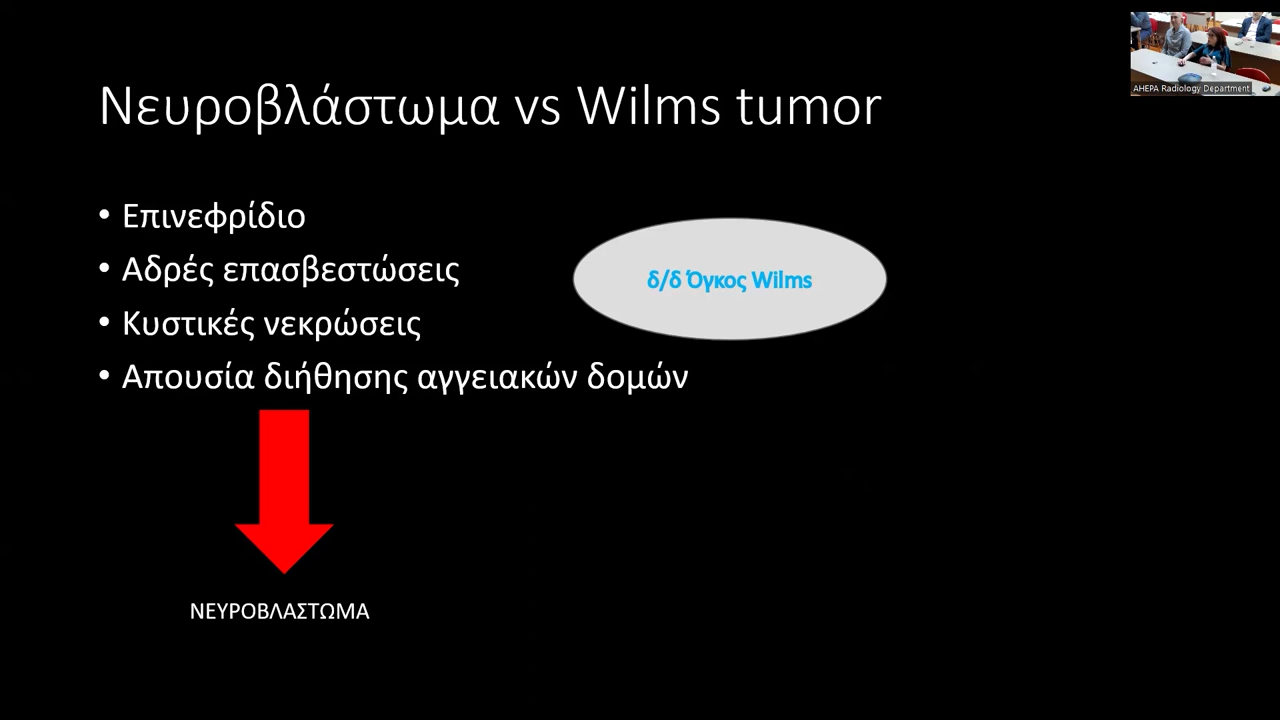 Νευροβλάστωμα vs Wilms tumor
• Επινεφρίδιο
• Αδρές επασβεστώσεις
• Κυστικές νεκρώσεις
• Απουσία διήθησης αγγειακών δομών
δ/δ Όγκος Wilms
ΝΕΥΡΟΒΛΑΣΤΩΜΑ
AHEPA Radiology Department